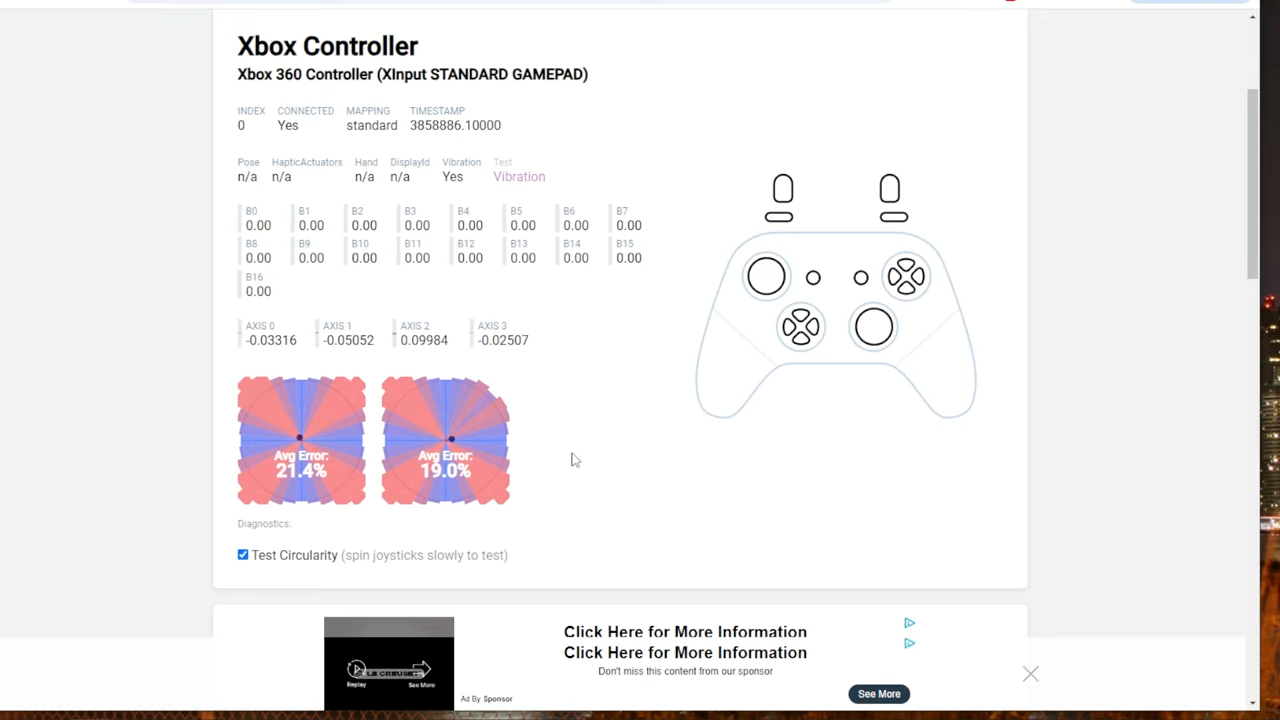 Xbox Controller
Xbox 360 Controller (XInput STANDARD GAMEPAD)
INDEX CONNECTED MAPPING TIMESTAMP
0 Yes standard 3858886.10000
Pose HapticActuators Hand DisplayId Vibration Test
n/a n/a n/a n/a Yes Vibration
B0 B1 B2 B3 B4 B5 B6 B7
0.00 0.00 0.00 0.00 0.00 0.00 0.00 0.00
B8 B9 B10 B11 B12 B13 B14 B15
0.00 0.00 0.00 0.00 0.00 0.00 0.00 0.00
B16
0.00
AXIS 0 AXIS 1 AXIS 2 AXIS 3
-0.03316 -0.05052 0.09984 -0.02507
Avg Error: Avg Error:
21.4% 19.0%
Diagnostics:
Test Circularity (spin joysticks slowly to test)
Click Here for More Information
Click Here for More Information
Don't miss this content from our sponsor
Replay See More
Ad By Sponsor
See More